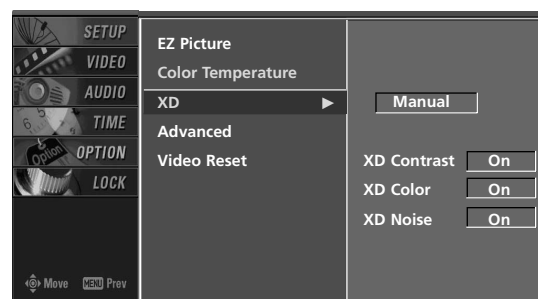 SETUP
VIDEO
AUDIO
TIME
OPTION
LOCK
Move MENU Prev
EZ Picture
Color Temperature
XD ▶
Advanced
Video Reset
Manual
XD Contrast On
XD Color On
XD Noise On